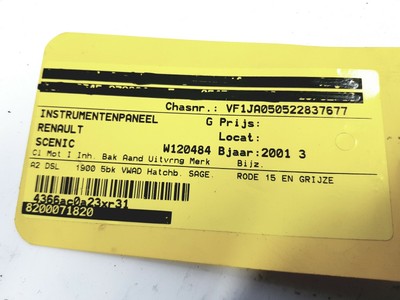 Chasnr.: VF1JA050522837677
INSTRUMENTENPANEEL G Prijs:
RENAULT Locat:
SCENIC W120484 Bjaar:2001 3
Ci Mot I Inh. Bak Aand Uitvrng Merk Bijz.
A2 DSL 1900 5bk VWAD Hatchb. SAGE. RODE 15 EN GRIJZE
4366ac0a23xr31
8200071820